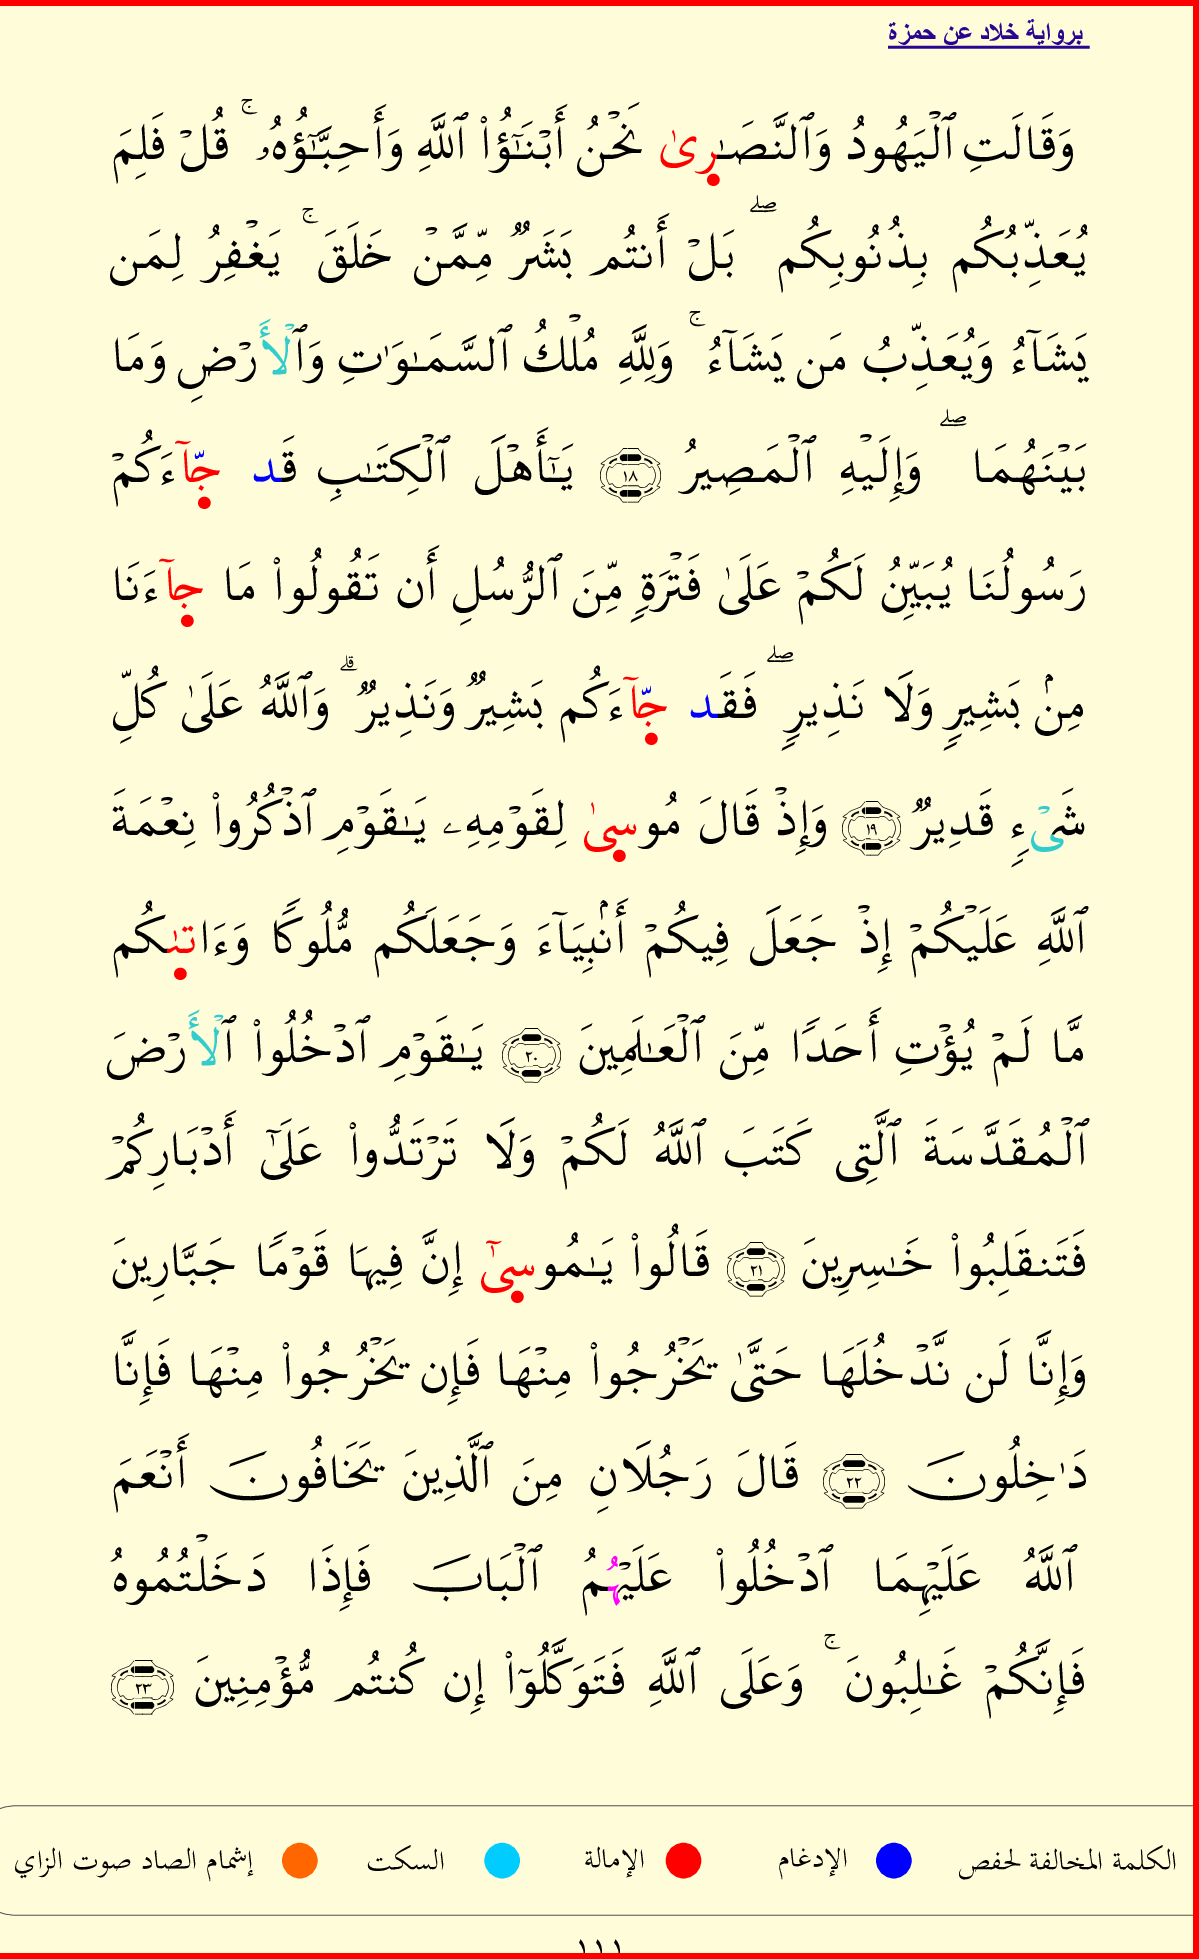 برواية خلاد عن حمزة
وَقَالَتِ ٱلۡيَهُودُ وَٱلنَّصَـٰرِىٰ نَحۡنُ أَبۡنَـٰٓؤُاْ ٱللَّهِ وَأَحِبَّـٰٓؤُهُۥ ۚ قُلۡ فَلِمَ
يُعَذِّبُكُم بِذُنُوبِكُم ۖ بَلۡ أَنتُم بَشَرٌ مِّمَّنۡ خَلَقَ ۚ يَغۡفِرُ لِمَن
يَشَآءُ وَيُعَذِّبُ مَن يَشَآءُ ۚ وَلِلَّهِ مُلۡكُ ٱلسَّمَـٰوَٰتِ وَٱلۡأَرۡضِ وَمَا
بَيۡنَهُمَا ۖ وَإِلَيۡهِ ٱلۡمَصِيرُ ١٨ يَـٰٓأَهۡلَ ٱلۡكِتَـٰبِ قَد جِّآءَكُمۡ
رَسُولُنَا يُبَيِّنُ لَكُمۡ عَلَىٰ فَتۡرَةٍ مِّنَ ٱلرُّسُلِ أَن تَقُولُواْ مَا جِآءَنَا
مِنۢ بَشِيرٍ وَلَا نَذِيرٍ ۖ فَقَد جِّآءَكُم بَشِيرٌ وَنَذِيرٌ ۗ وَٱللَّهُ عَلَىٰ كُلِّ
شَىۡءٍ قَدِيرٌ ١٩ وَإِذۡ قَالَ مُوسِىٰ لِقَوۡمِهِۦ يَـٰقَوۡمِ ٱذۡكُرُواْ نِعۡمَةَ
ٱللَّهِ عَلَيۡكُمۡ إِذۡ جَعَلَ فِيكُمۡ أَنۢبِيَآءَ وَجَعَلَكُم مُّلُوكًا وَءَاتِىٰكُم
مَّا لَمۡ يُؤۡتِ أَحَدًا مِّنَ ٱلۡعَـٰلَمِينَ ٢٠ يَـٰقَوۡمِ ٱدۡخُلُواْ ٱلۡأَرۡضَ
ٱلۡمُقَدَّسَةَ ٱلَّتِى كَتَبَ ٱللَّهُ لَكُمۡ وَلَا تَرۡتَدُّواْ عَلَىٰٓ أَدۡبَارِكُمۡ
فَتَنقَلِبُواْ خَـٰسِرِينَ ٢١ قَالُواْ يَـٰمُوسِىٰٓ إِنَّ فِيهَا قَوۡمًا جَبَّارِينَ
وَإِنَّا لَن نَّدۡخُلَهَا حَتَّىٰ يَخۡرُجُواْ مِنۡهَا فَإِن يَخۡرُجُواْ مِنۡهَا فَإِنَّا
دَٰخِلُونَ ٢٢ قَالَ رَجُلَانِ مِنَ ٱلَّذِينَ يَخَافُونَ أَنۡعَمَ
ٱللَّهُ عَلَيۡهِمَا ٱدۡخُلُواْ عَلَيۡهُمُ ٱلۡبَابَ فَإِذَا دَخَلۡتُمُوهُ
فَإِنَّكُمۡ غَـٰلِبُونَ ۚ وَعَلَى ٱللَّهِ فَتَوَكَّلُوٓاْ إِن كُنتُم مُّؤۡمِنِينَ ٢٣
الكلمة المخالفة لحفص الإدغام الإمالة السكت إشمام الصاد صوت الزاي
١١١